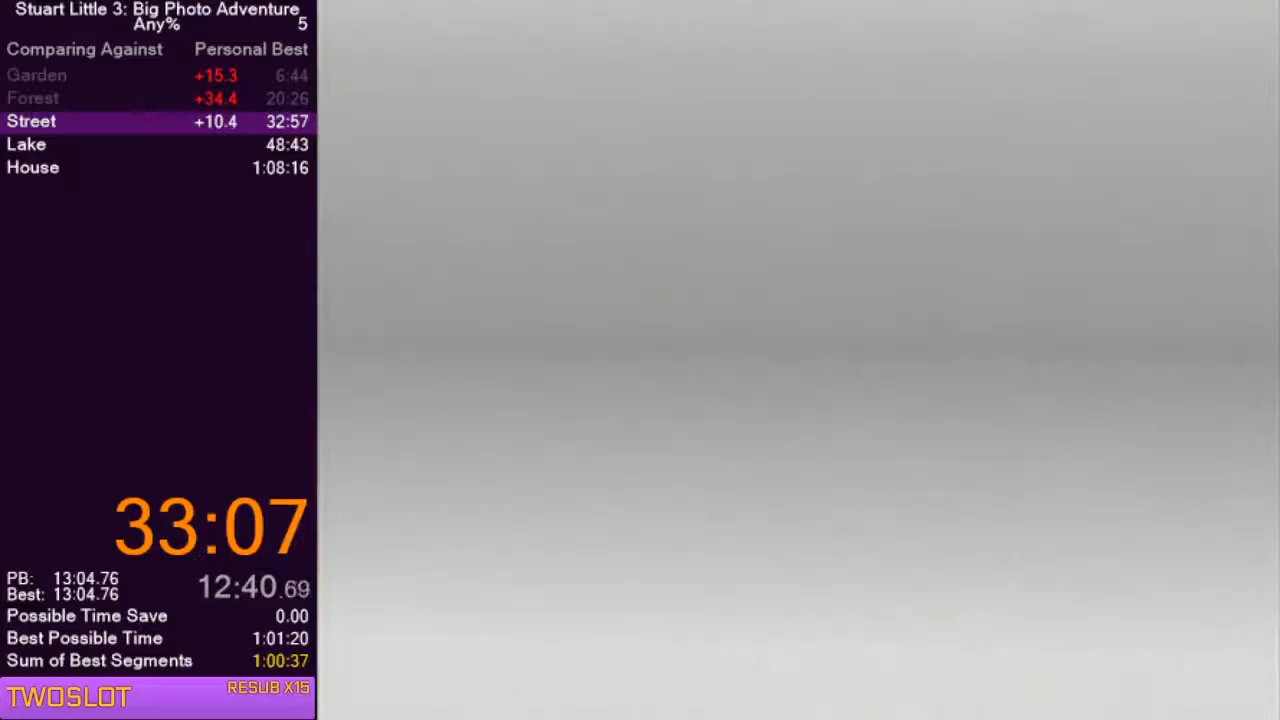 Stuart Little 3: Big Photo Adventure
Any% 5
Comparing Against Personal Best
Garden +15.3 6:44
Forest +34.4 20:26
Street +10.4 32:57
Lake 48:43
House 1:08:16
33:07
PB: 13:04.76
Best: 13:04.76
12:40.69
Possible Time Save 0.00
Best Possible Time 1:01:20
Sum of Best Segments 1:00:37
TWOSLOT RESUB X15